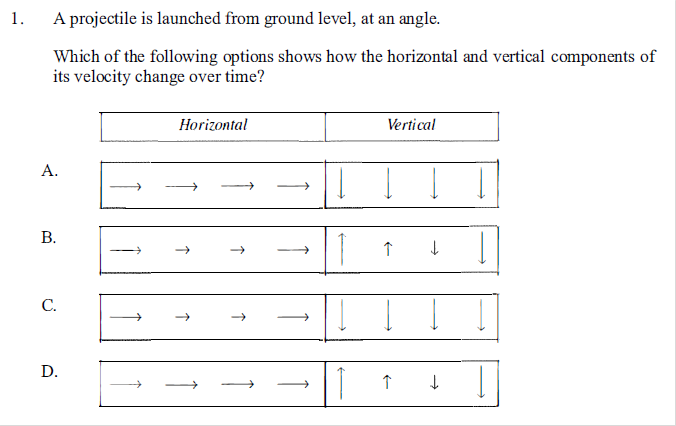 1. A projectile is launched from ground level, at an angle.
Which of the following options shows how the horizontal and vertical components of
its velocity change over time?
Horizontal Vertical
A.
B.
C.
D.